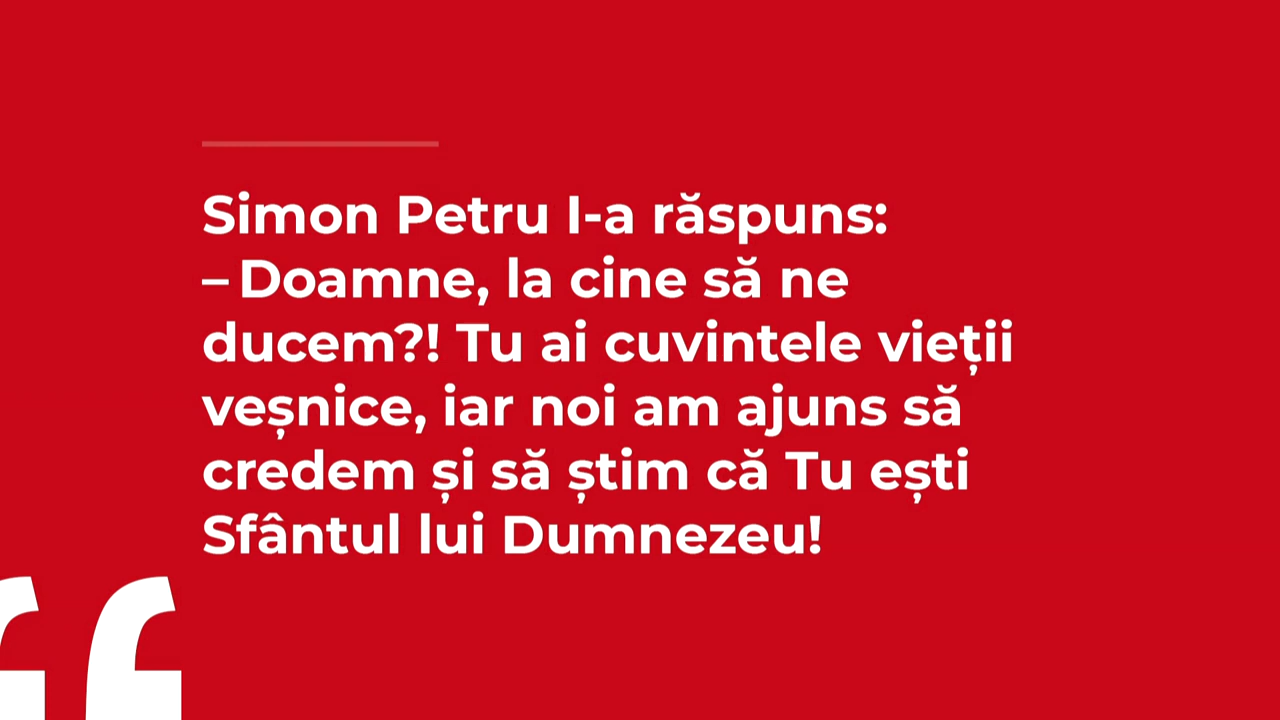 Simon Petru I-a răspuns:
– Doamne, la cine să ne
ducem?! Tu ai cuvintele vieții
veșnice, iar noi am ajuns să
credem și să știm că Tu ești
Sfântul lui Dumnezeu!